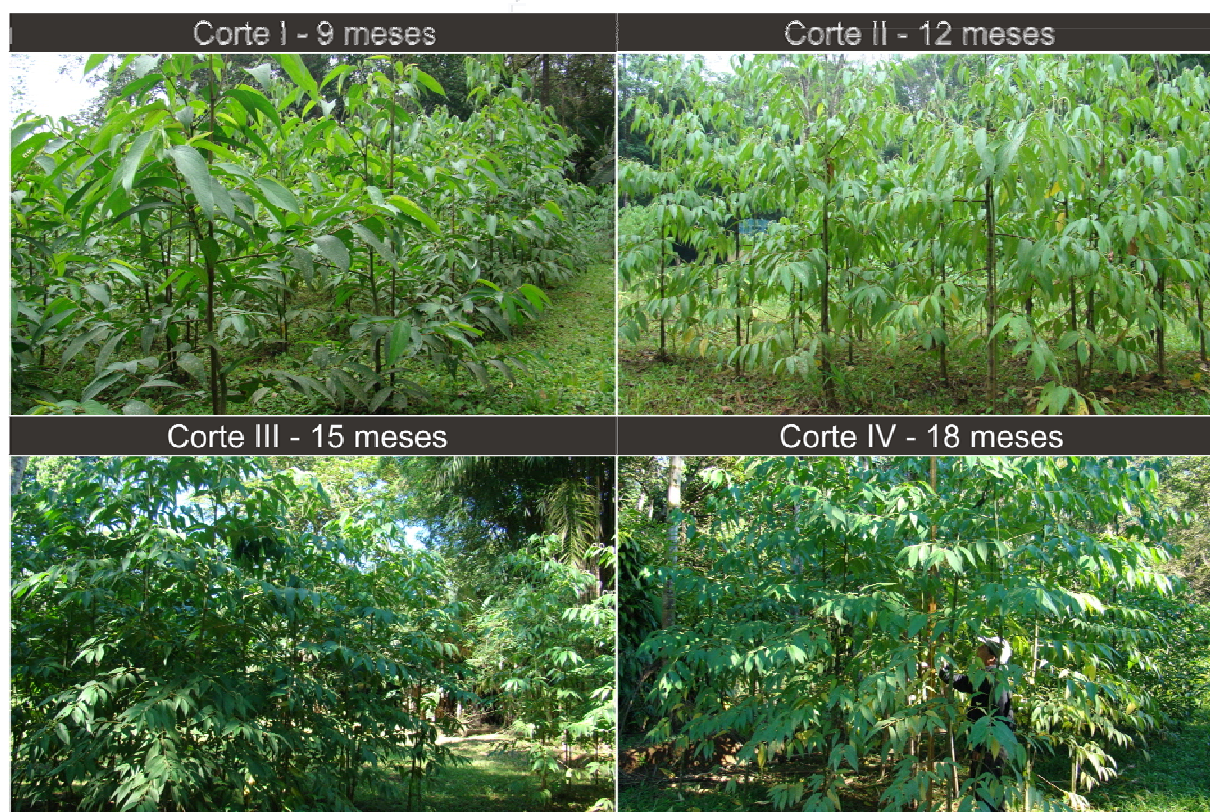 Corte I - 9 meses
Corte II - 12 meses
Corte III - 15 meses
Corte IV - 18 meses